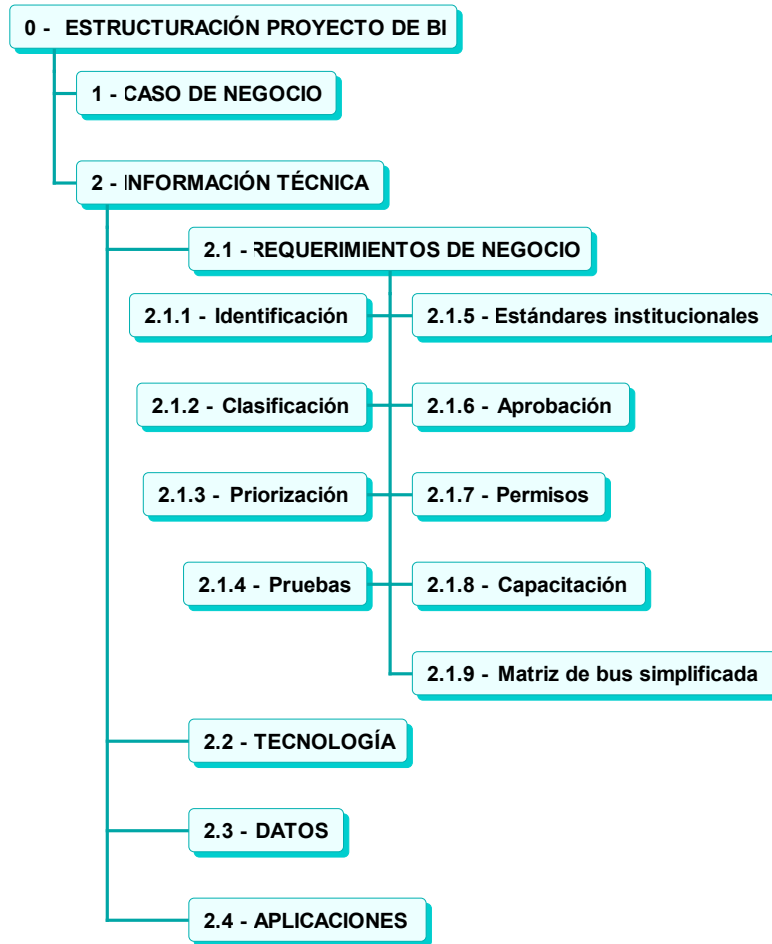 0 - ESTRUCTURACIÓN PROYECTO DE BI
1 - CASO DE NEGOCIO
2 - INFORMACIÓN TÉCNICA
2.1 - REQUERIMIENTOS DE NEGOCIO
2.1.1 - Identificación
2.1.5 - Estándares institucionales
2.1.2 - Clasificación
2.1.6 - Aprobación
2.1.3 - Priorización
2.1.7 - Permisos
2.1.4 - Pruebas
2.1.8 - Capacitación
2.1.9 - Matriz de bus simplificada
2.2 - TECNOLOGÍA
2.3 - DATOS
2.4 - APLICACIONES